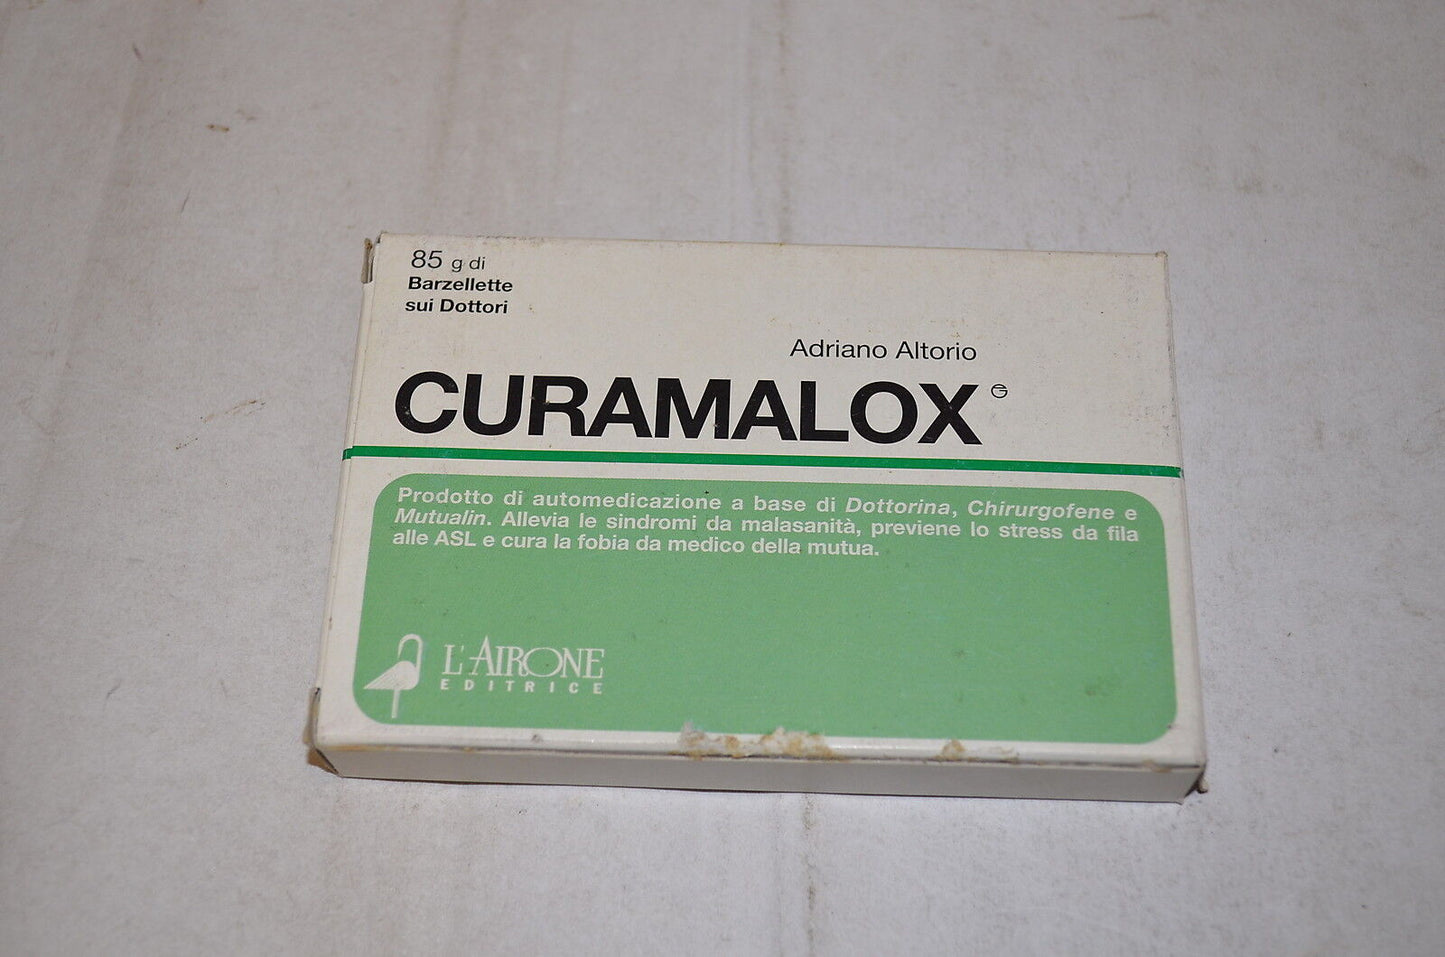 85 g di
Barzellette
sui Dottori
Adriano Altorio
CURAMALOX
Prodotto di automedicazione a base di Dottorina, Chirurgofene e
Mutualin. Allevia le sindromi da malasanità, previene lo stress da fila
alle ASL e cura la fobia da medico della mutua.
L'AIRONE
EDITRICE